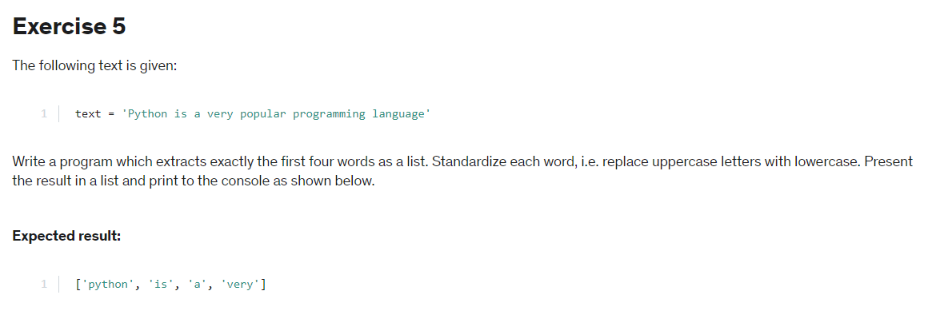 Exercise 5
The following text is given:
1 text = 'Python is a very popular programming language'
Write a program which extracts exactly the first four words as a list. Standardize each word, i.e. replace uppercase letters with lowercase. Present
the result in a list and print to the console as shown below.
Expected result:
1 ['python', 'is', 'a', 'very']